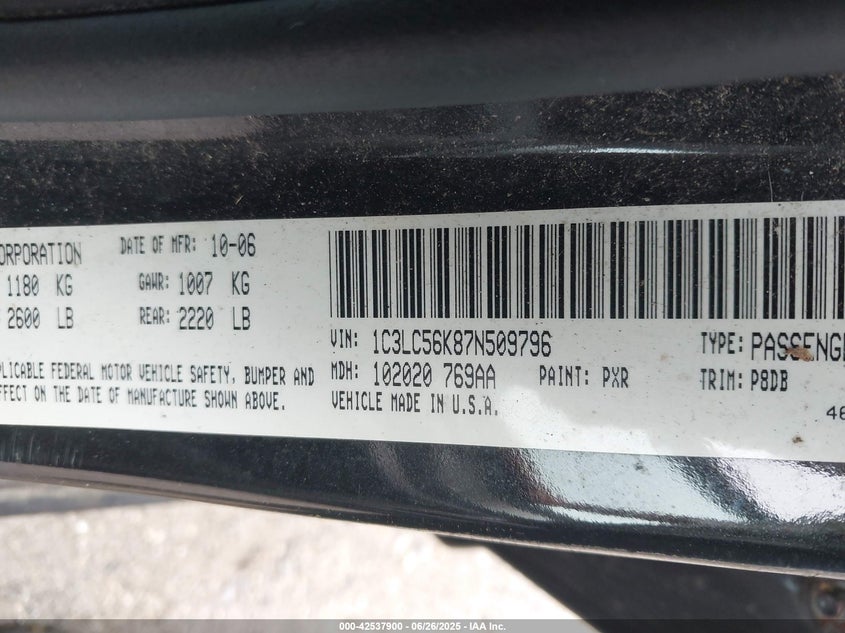 ORPORATION DATE OF MFR: 10-06
1180 KG GAWR: 1007 KG
2600 LB REAR: 2220 LB
VIN: 1C3LC56K87N509796 TYPE: PASSENGE
MDH: 102020 769AA PAINT: PXR TRIM: P8DB
VEHICLE MADE IN U.S.A.
PLICABLE FEDERAL MOTOR VEHICLE SAFETY, BUMPER AND
EFFECT ON THE DATE OF MANUFACTURE SHOWN ABOVE.
46
000-42537900 - 06/26/2025 - IAA Inc.